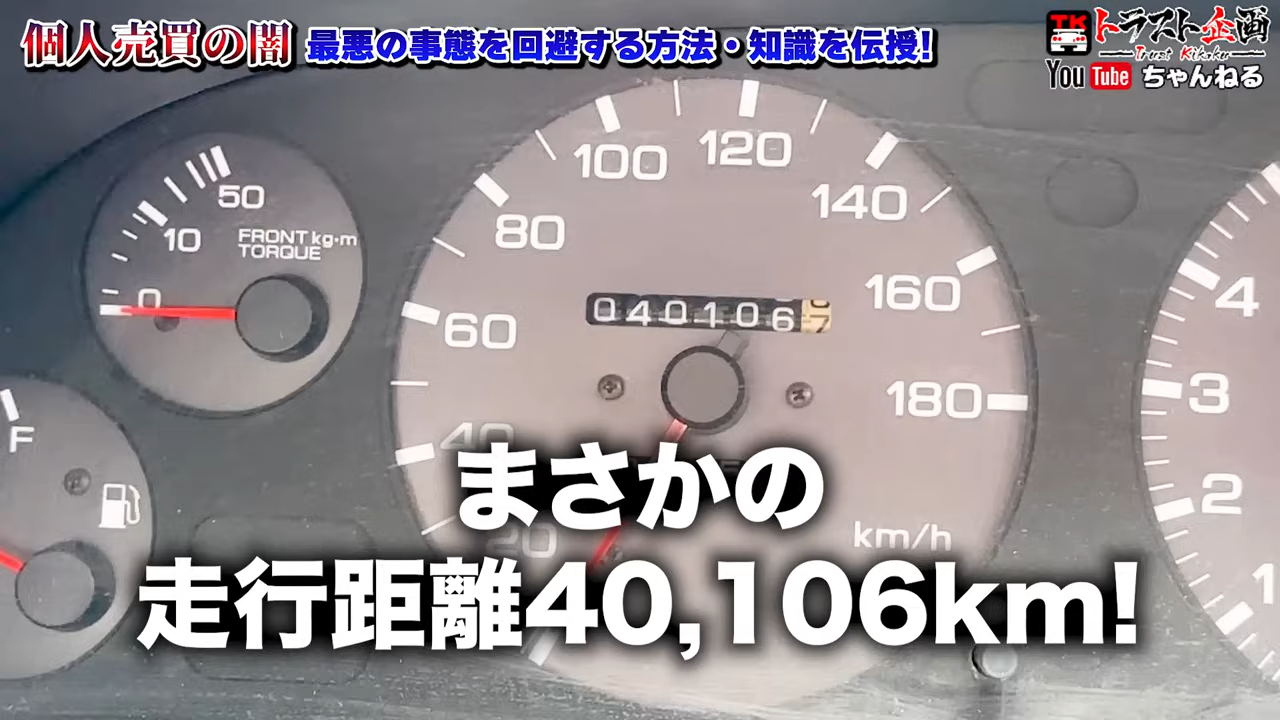 個人売買の闇 最悪の事態を回避する方法・知識を伝授!
TK トラスト企画
Trust Kikaku
YouTube ちゃんねる
50
10
0
FRONT kg·m
TORQUE
F
20
40
60
80
100
120
140
160
180
040106
7
km/h
4
3
2
1
まさかの
走行距離40,106km!